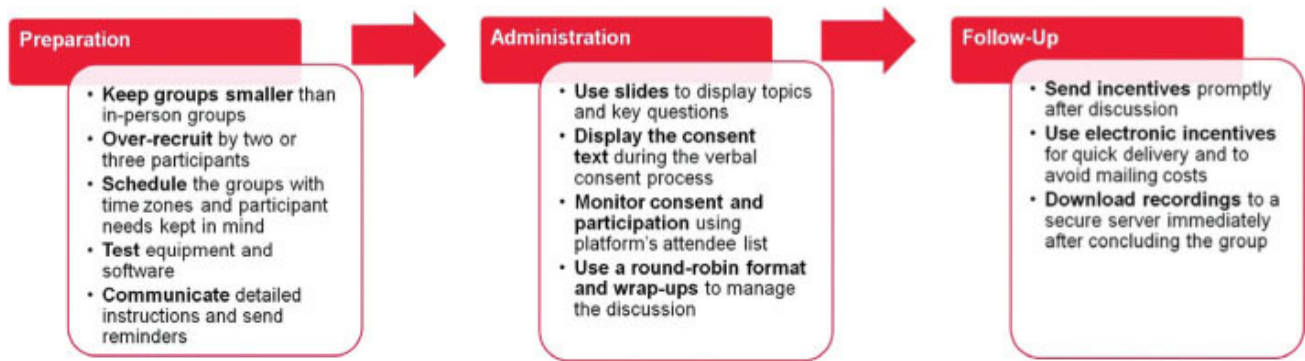 Preparation
• Keep groups smaller than
in-person groups
• Over-recruit by two or
three participants
• Schedule the groups with
time zones and participant
needs kept in mind
• Test equipment and
software
• Communicate detailed
instructions and send
reminders
Administration
• Use slides to display topics
and key questions
• Display the consent
text during the verbal
consent process
• Monitor consent and
participation using
platform's attendee list
• Use a round-robin format
and wrap-ups to manage
the discussion
Follow-Up
• Send incentives promptly
after discussion
• Use electronic incentives
for quick delivery and to
avoid mailing costs
• Download recordings to a
secure server immediately
after concluding the group